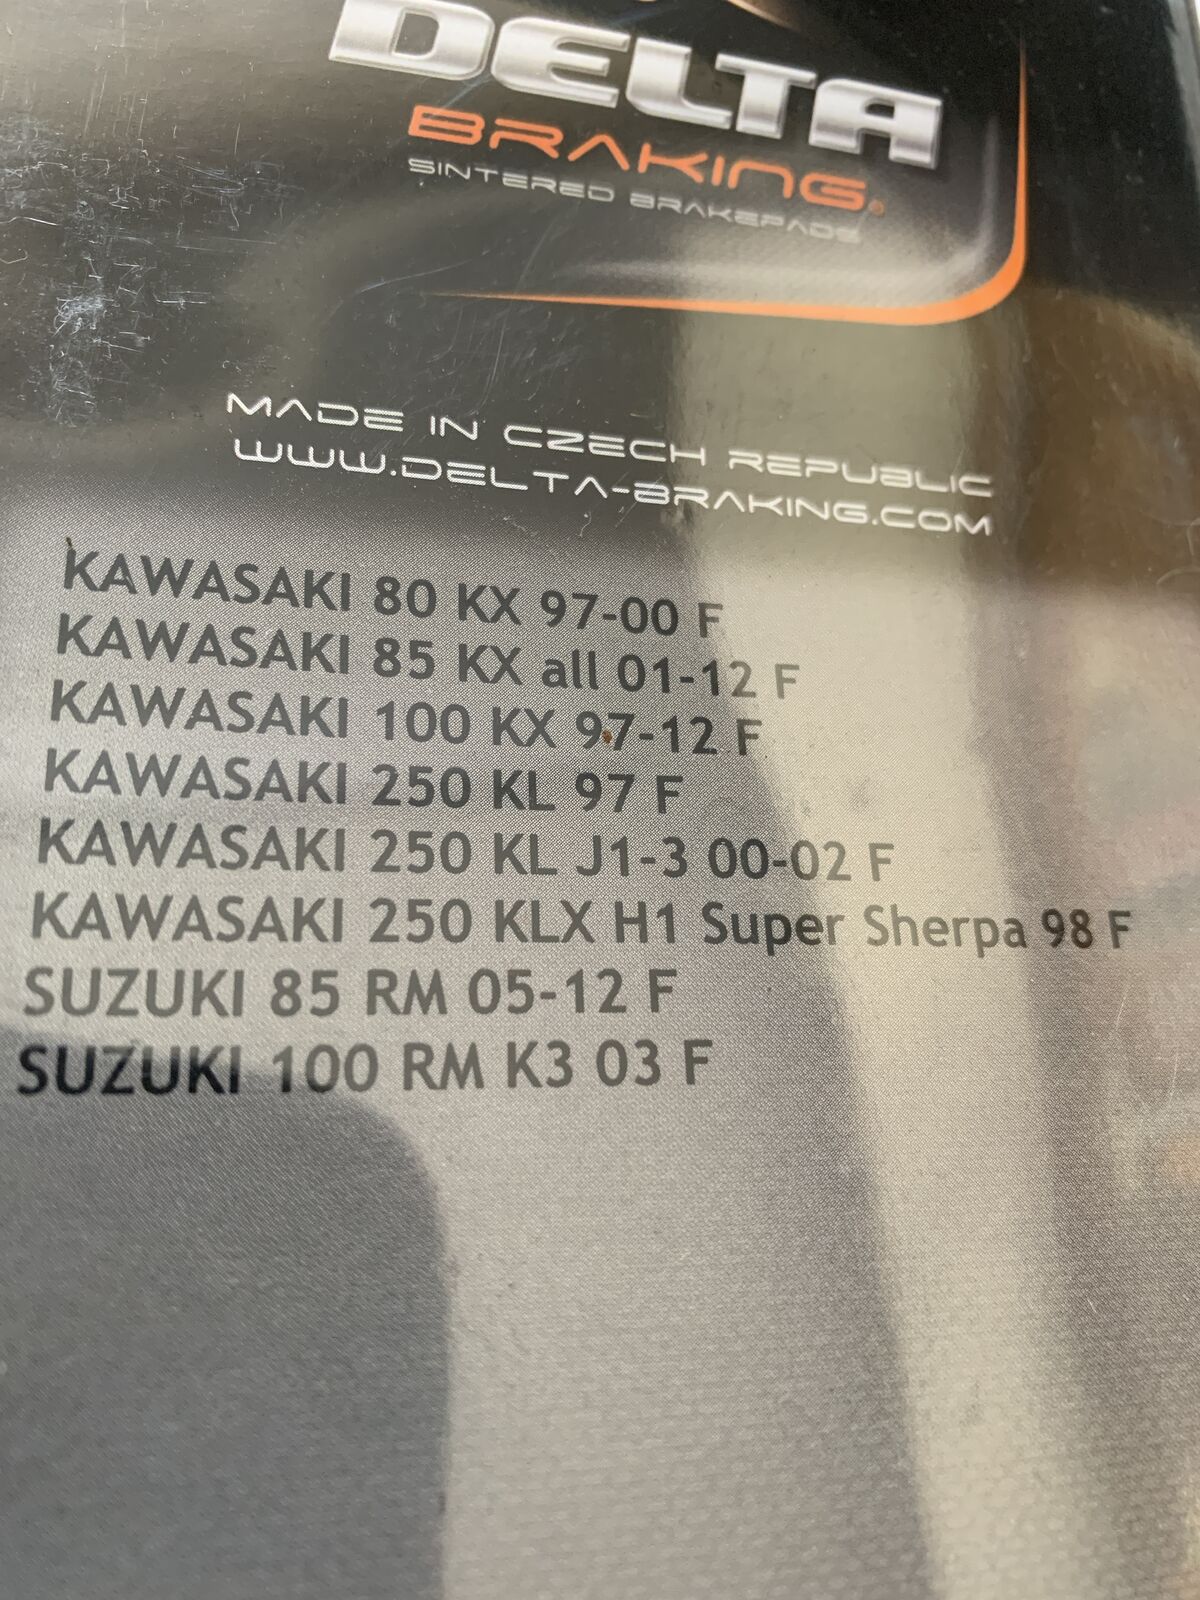 DELTA
BRAKING®
SINTERED BRAKEPADS
MADE IN CZECH REPUBLIC
WWW.DELTA-BRAKING.COM
KAWASAKI 80 KX 97-00 F
KAWASAKI 85 KX all 01-12 F
KAWASAKI 100 KX 97-12 F
KAWASAKI 250 KL 97 F
KAWASAKI 250 KL J1-3 00-02 F
KAWASAKI 250 KLX H1 Super Sherpa 98 F
SUZUKI 85 RM 05-12 F
SUZUKI 100 RM K3 03 F